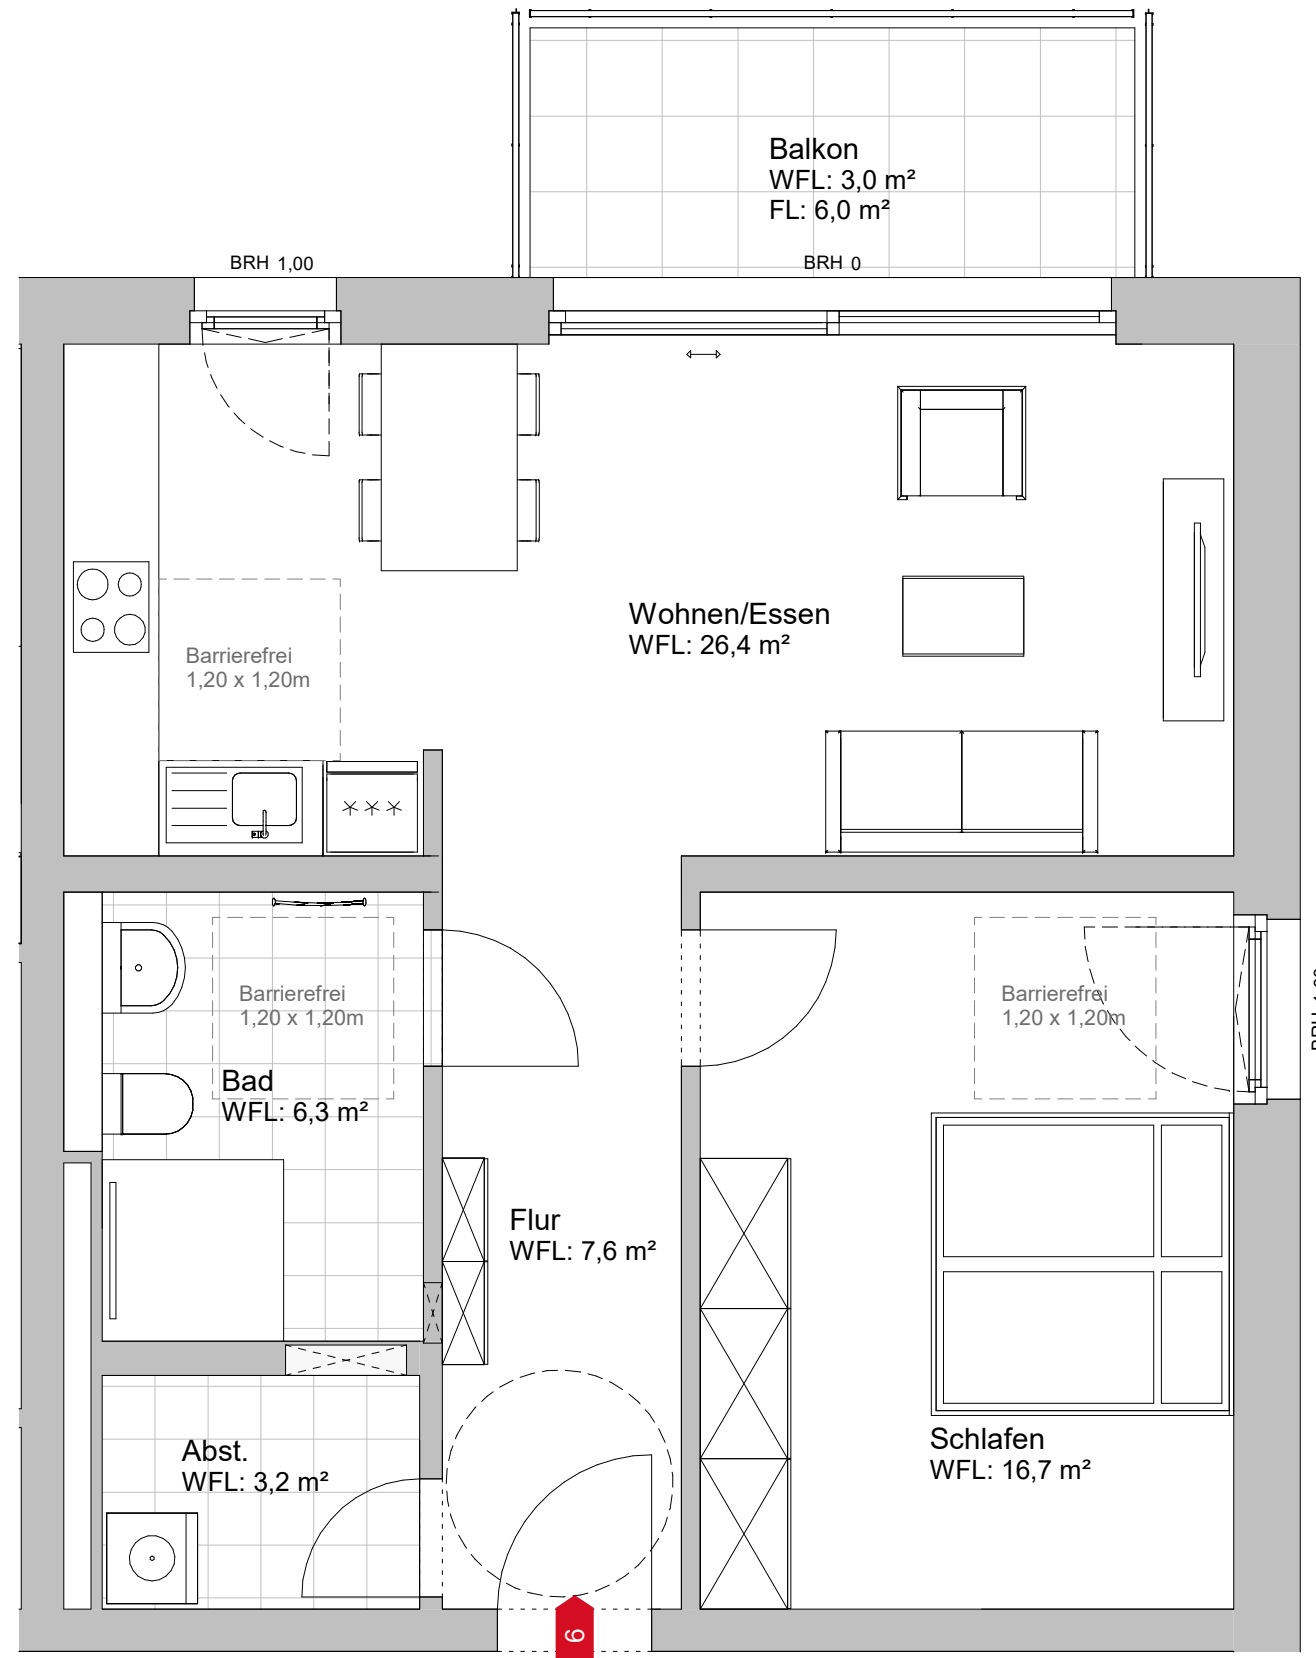 Balkon
WFL: 3,0 m²
FL: 6,0 m²
BRH 1,00
BRH 0
Wohnen/Essen
WFL: 26,4 m²
Barrierefrei
1,20 x 1,20m
Barrierefrei
1,20 x 1,20m
Barrierefrei
1,20 x 1,20m
BRH
Bad
WFL: 6,3 m²
Flur
WFL: 7,6 m²
Schlafen
WFL: 16,7 m²
Abst.
WFL: 3,2 m²